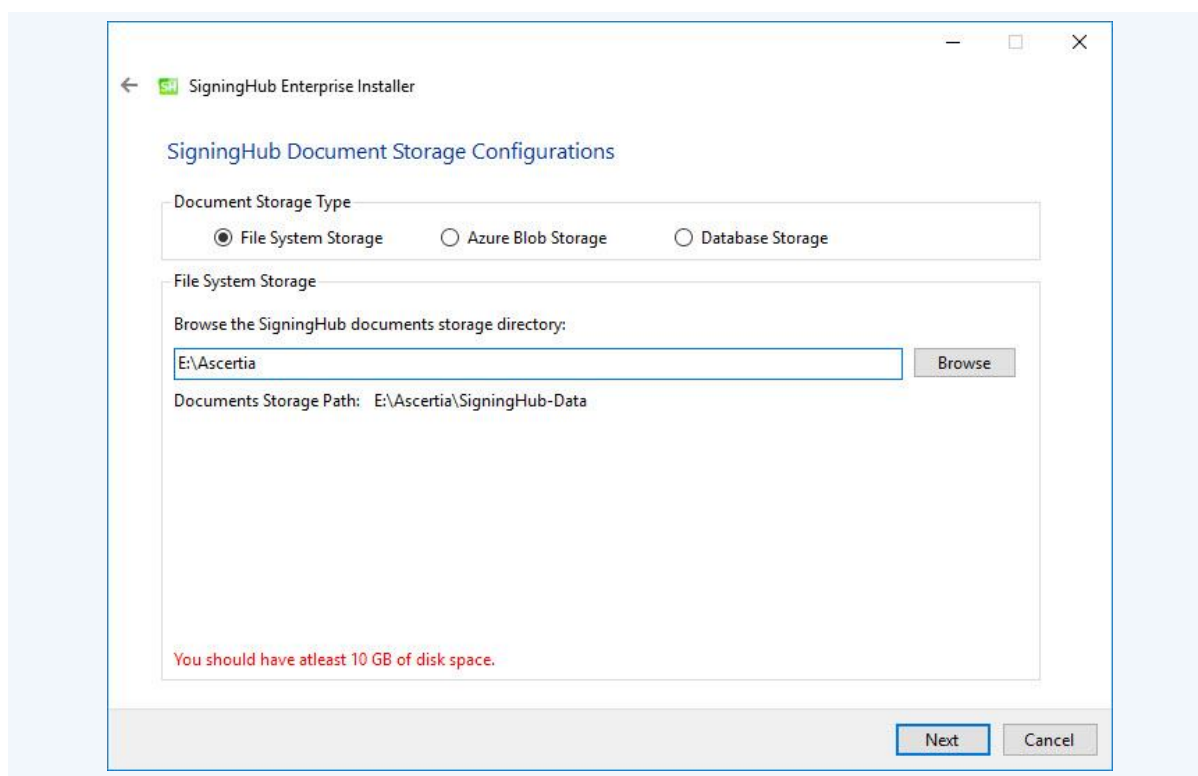 SigningHub Enterprise Installer
SigningHub Document Storage Configurations
Document Storage Type
File System Storage Azure Blob Storage Database Storage
File System Storage
Browse the SigningHub documents storage directory:
E:\Ascertia Browse
Documents Storage Path: E:\Ascertia\SigningHub-Data
You should have atleast 10 GB of disk space.
Next Cancel